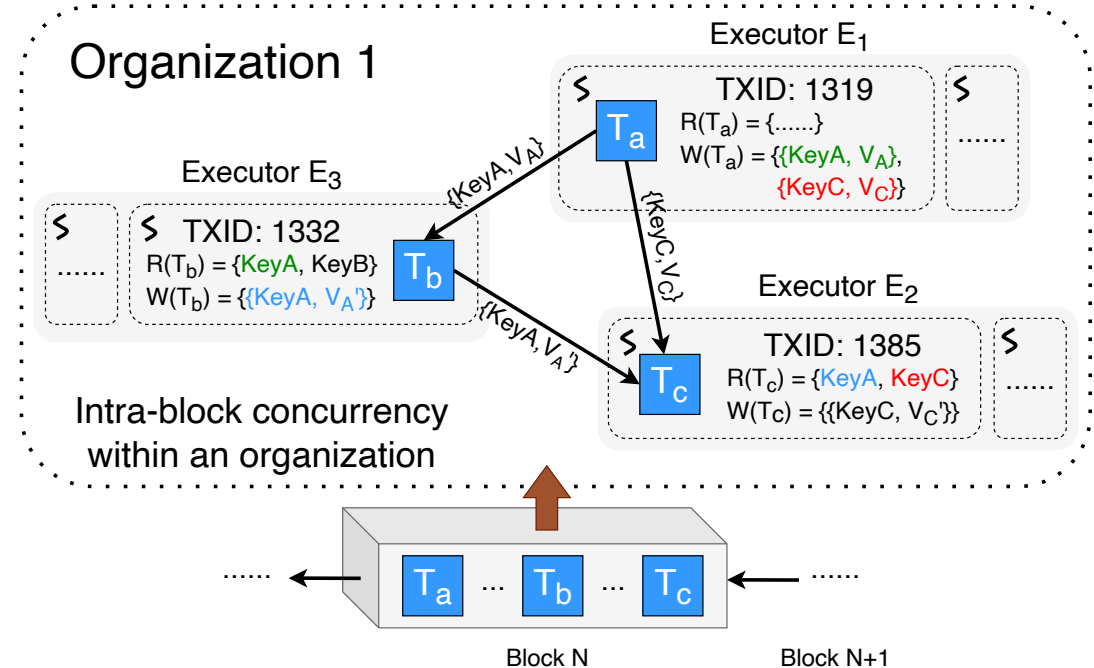 Organization 1
Executor E1
TXID: 1319
Ta
R(Ta) = {......}
W(Ta) = {{KeyA, VA},
{KeyC, VC}}
......
{KeyA,VA}
{KeyC,VC}
Executor E3
......
TXID: 1332
R(Tb) = {KeyA, KeyB}
W(Tb) = {{KeyA, VA'}}
Tb
{KeyA,VA'}
Executor E2
TXID: 1385
Tc
R(Tc) = {KeyA, KeyC}
W(Tc) = {{KeyC, VC'}}
......
Intra-block concurrency
within an organization
......
Ta ... Tb ... Tc
......
Block N
Block N+1